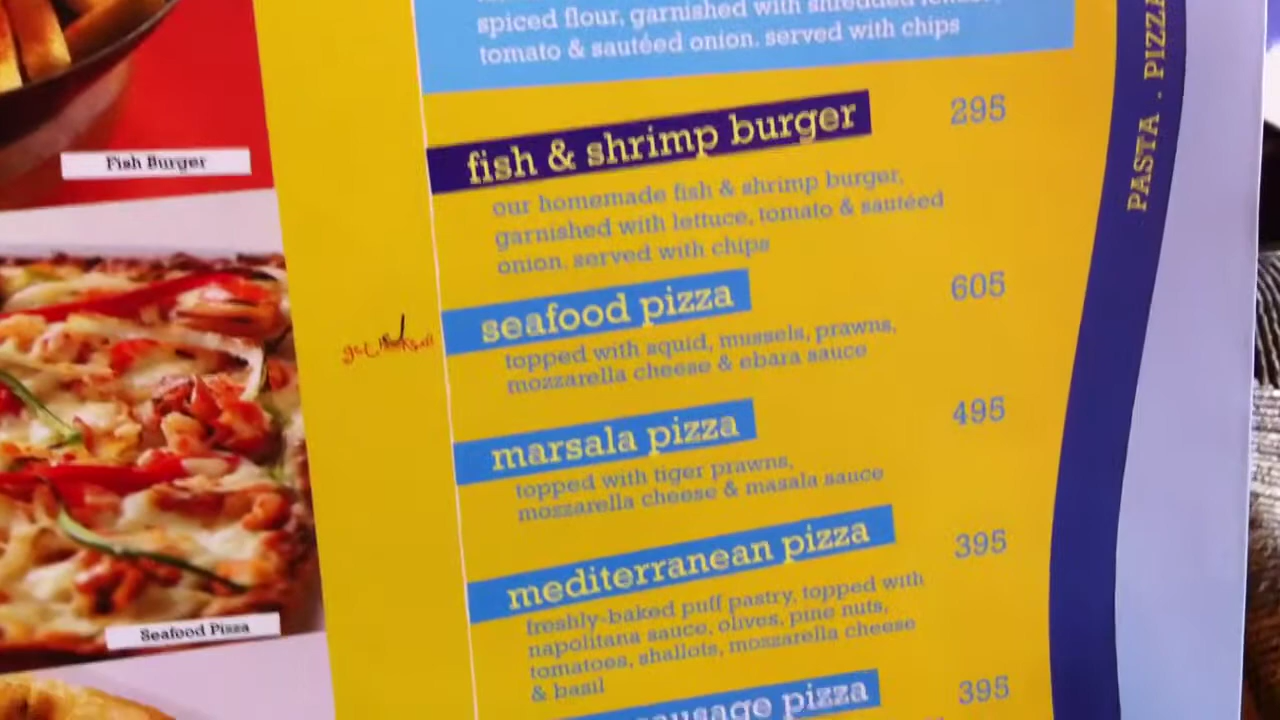 spiced flour, garnished with shredded
tomato & sautéed onion, served with chips
fish & shrimp burger 295
our homemade fish & shrimp burger,
garnished with lettuce, tomato & sautéed
onion, served with chips
seafood pizza 605
topped with squid, mussels, prawns,
mozzarella cheese & ebara sauce
marsala pizza 495
topped with tiger prawns,
mozzarella cheese & masala sauce
mediterranean pizza 395
freshly-baked puff pastry, topped with
napolitana sauce, olives, pine nuts,
tomatoes, shallots, mozzarella cheese
& basil
sausage pizza 395
Fish Burger
Seafood Pizza
PASTA . PIZZA